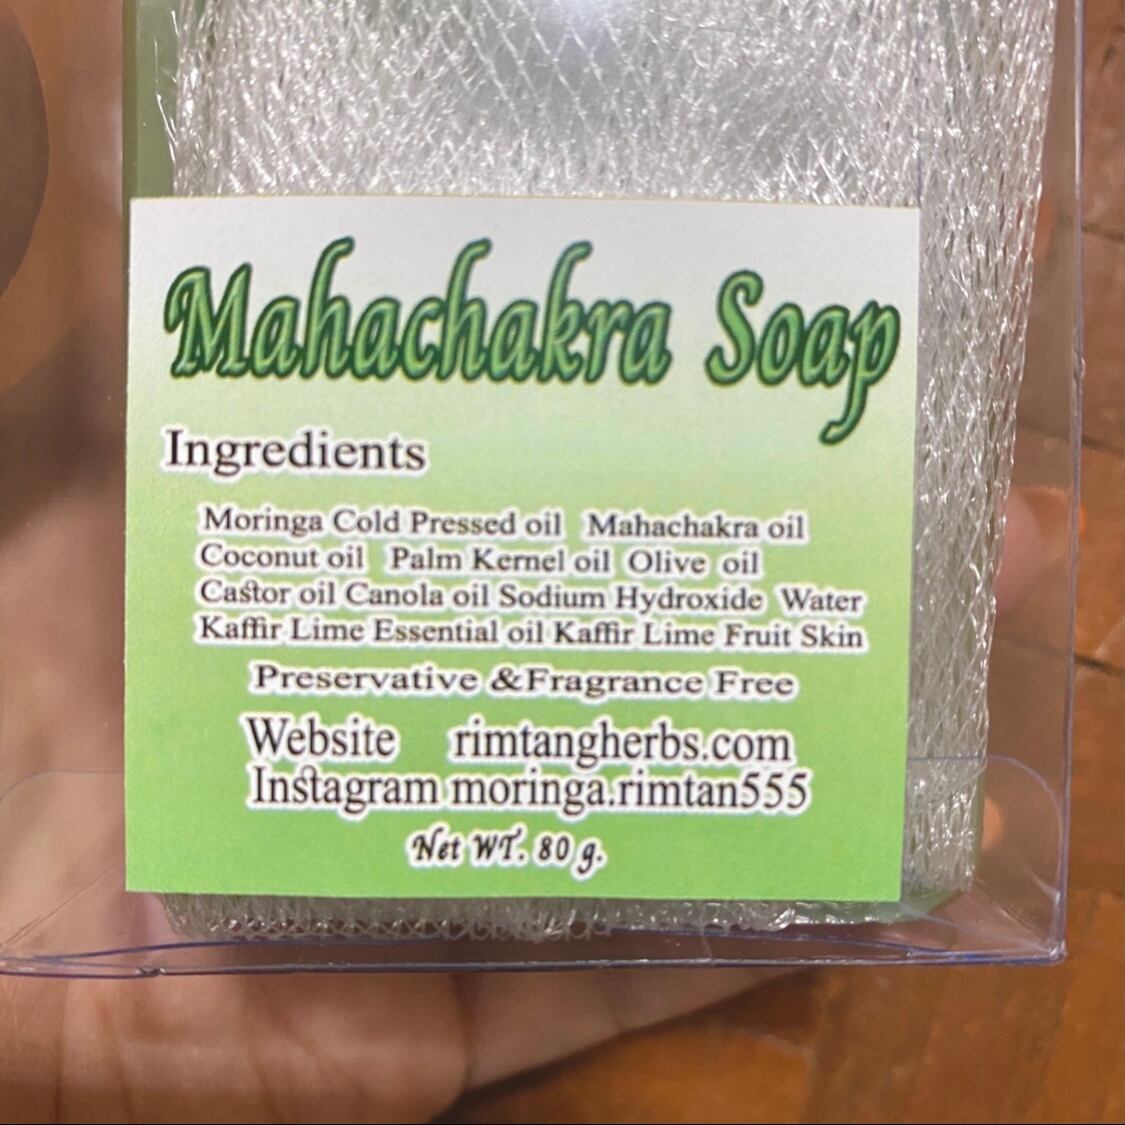 Mahachakra Soap
Ingredients
Moringa Cold Pressed oil Mahachakra oil
Coconut oil Palm Kernel oil Olive oil
Castor oil Canola oil Sodium Hydroxide Water
Kaffir Lime Essential oil Kaffir Lime Fruit Skin
Preservative &Fragrance Free
Website rimtangherbs.com
Instagram moringa.rimtan555
Net WT. 80 g.